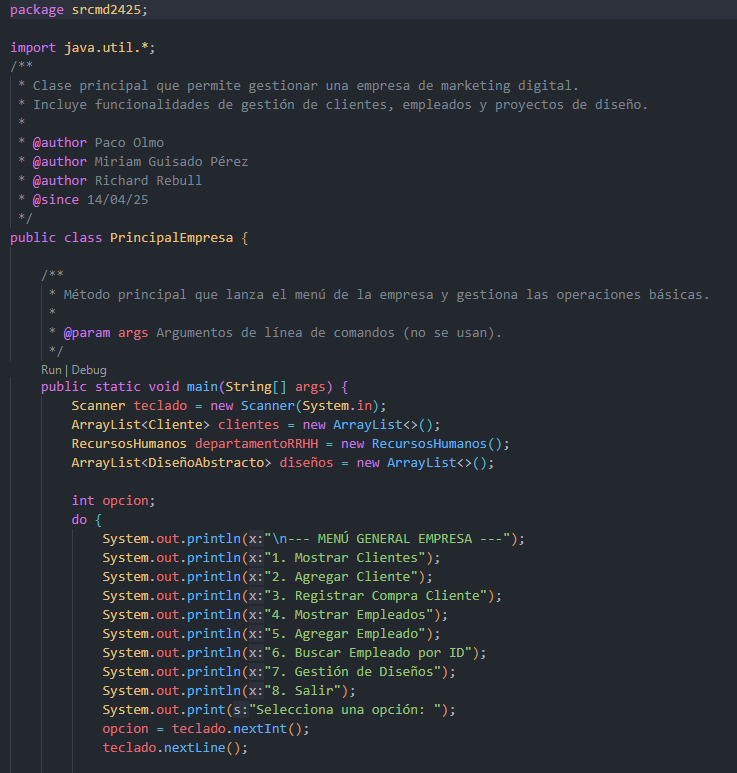 package srcmd2425;
import java.util.*;
/**
 * Clase principal que permite gestionar una empresa de marketing digital.
 * Incluye funcionalidades de gestión de clientes, empleados y proyectos de diseño.
 *
 * @author Paco Olmo
 * @author Miriam Guisado Pérez
 * @author Richard Rebull
 * @since 14/04/25
 */
public class PrincipalEmpresa {
    /**
     * Método principal que lanza el menú de la empresa y gestiona las operaciones básicas.
     *
     * @param args Argumentos de línea de comandos (no se usan).
     */
    Run | Debug
    public static void main(String[] args) {
        Scanner teclado = new Scanner(System.in);
        ArrayList<Cliente> clientes = new ArrayList<>();
        RecursosHumanos departamentoRRHH = new RecursosHumanos();
        ArrayList<DiseñoAbstracto> diseños = new ArrayList<>();
        int opcion;
        do {
            System.out.println(x:"\n--- MENÚ GENERAL EMPRESA ---");
            System.out.println(x:"1. Mostrar Clientes");
            System.out.println(x:"2. Agregar Cliente");
            System.out.println(x:"3. Registrar Compra Cliente");
            System.out.println(x:"4. Mostrar Empleados");
            System.out.println(x:"5. Agregar Empleado");
            System.out.println(x:"6. Buscar Empleado por ID");
            System.out.println(x:"7. Gestión de Diseños");
            System.out.println(x:"8. Salir");
            System.out.print(s:"Selecciona una opción: ");
            opcion = teclado.nextInt();
            teclado.nextLine();